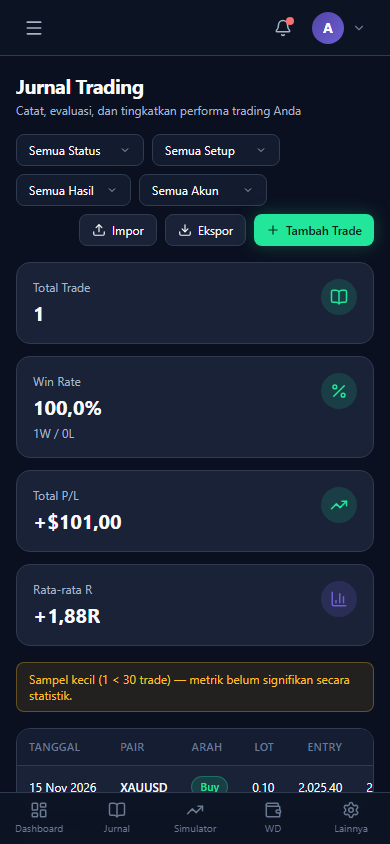 A
Jurnal Trading
Catat, evaluasi, dan tingkatkan performa trading Anda
Semua Status
Semua Setup
Semua Hasil
Semua Akun
Impor
Ekspor
+ Tambah Trade
Total Trade
1
Win Rate
100,0%
1W / 0L
Total P/L
+$101,00
Rata-rata R
+1,88R
Sampel kecil (1 < 30 trade) — metrik belum signifikan secara
statistik.
TANGGAL PAIR ARAH LOT ENTRY
15 Nov 2026 XAUUSD Buy 0.10 2.025.40 2
Dashboard Jurnal Simulator WD Lainnya